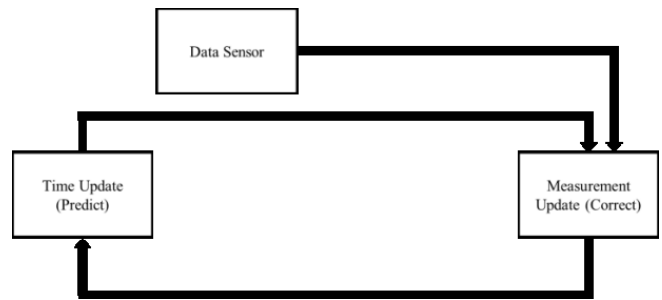 Data Sensor
Time Update
(Predict)
Measurement
Update (Correct)